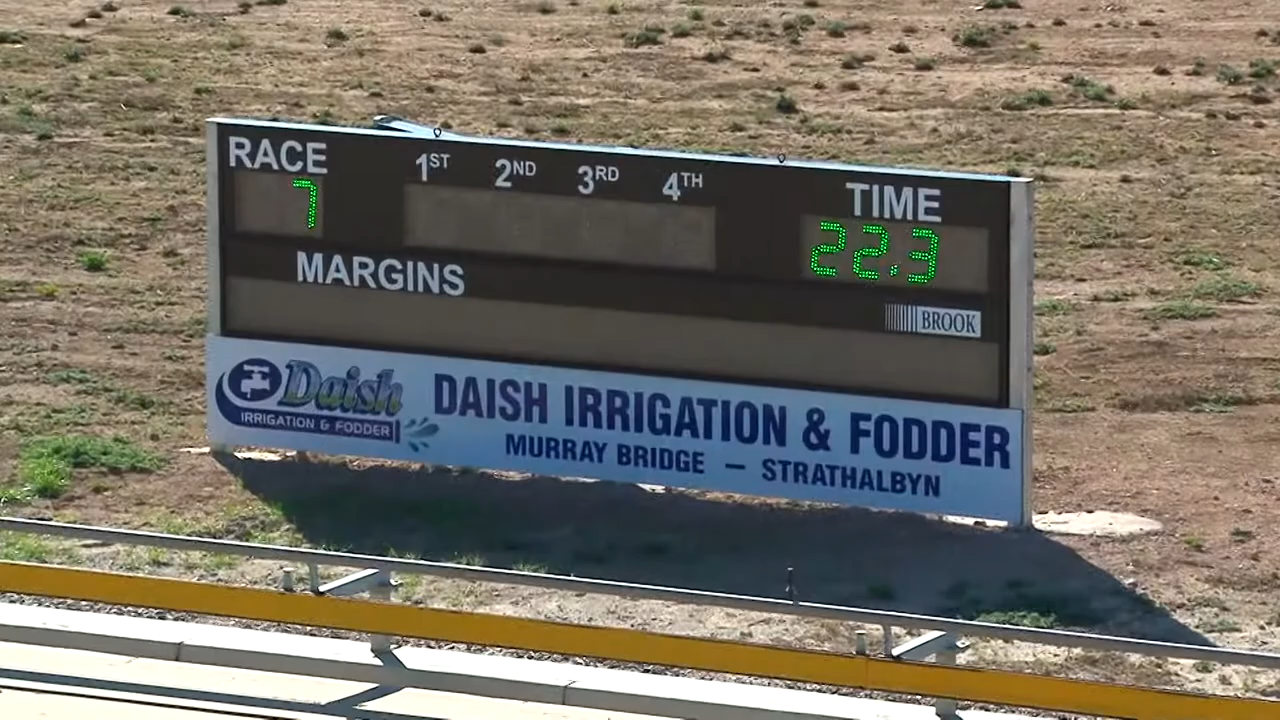 RACE 1ST 2ND 3RD 4TH TIME
7 22.3
MARGINS
BROOK
Daish
IRRIGATION & FODDER
DAISH IRRIGATION & FODDER
MURRAY BRIDGE – STRATHALBYN